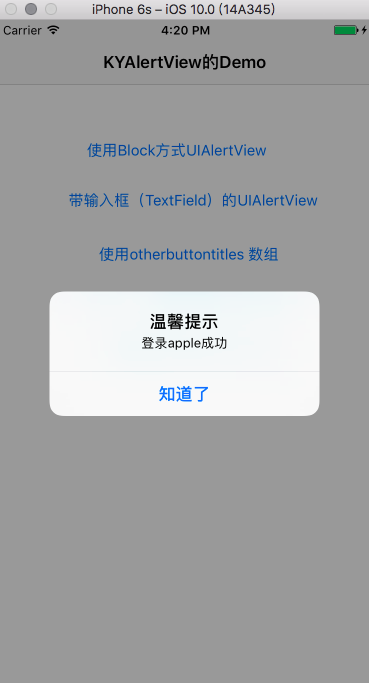 iPhone 6s – iOS 10.0 (14A345)
Carrier 4:20 PM
KYAlertView的Demo
使用Block方式UIAlertView
带输入框（TextField）的UIAlertView
使用otherbuttontitles 数组
温馨提示
登录apple成功
知道了